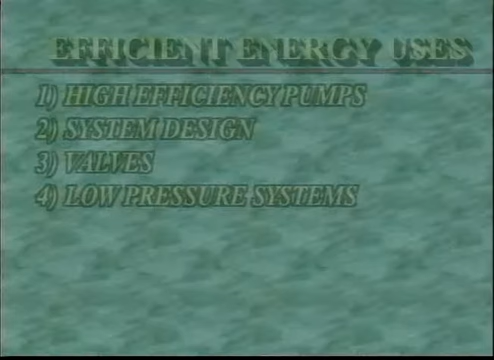 EFFICIENT ENERGY USES
1) HIGH EFFICIENCY PUMPS
2) SYSTEM DESIGN
3) VALVES
4) LOW PRESSURE SYSTEMS